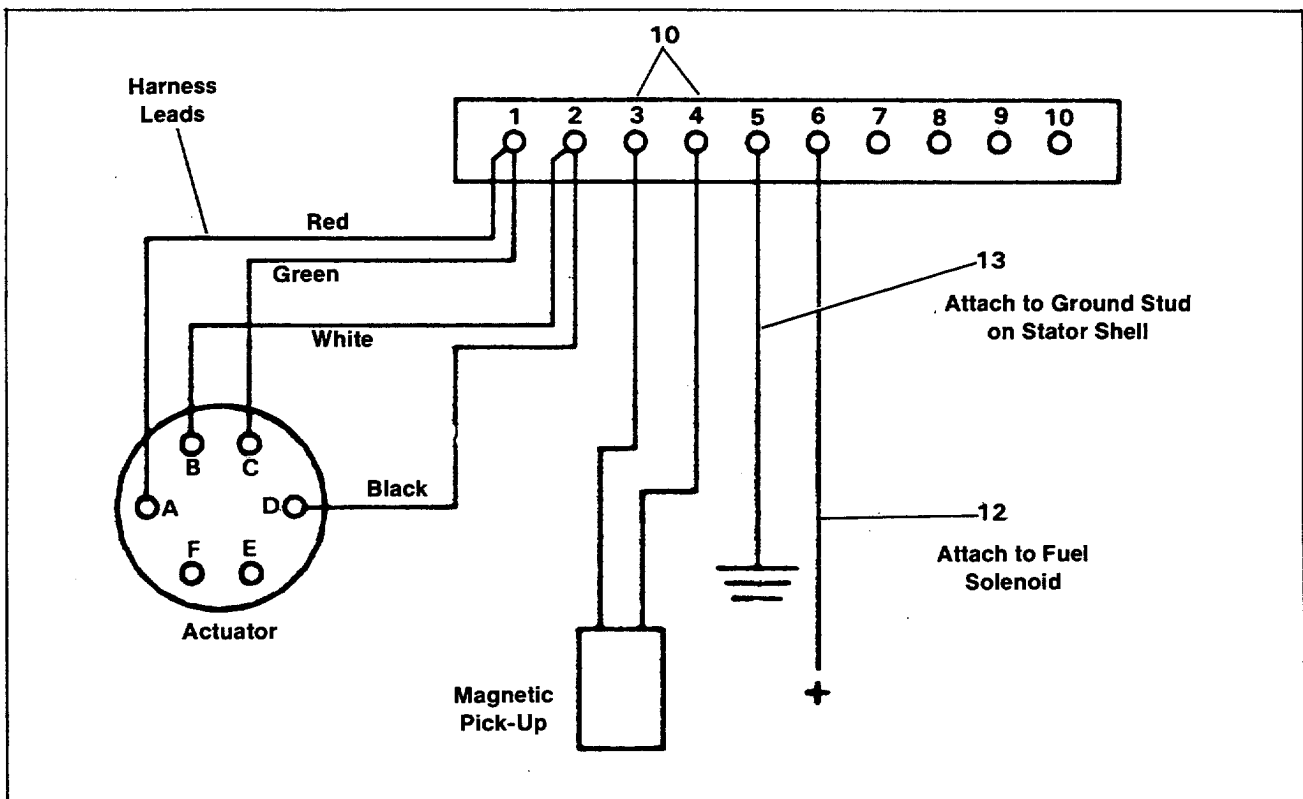 10
Harness
Leads
1 2 3 4 5 6 7 8 9 10
Red
Green
13
Attach to Ground Stud
on Stator Shell
White
B C
Black
A D
12
F E
Attach to Fuel
Solenoid
Actuator
Magnetic
Pick-Up
+